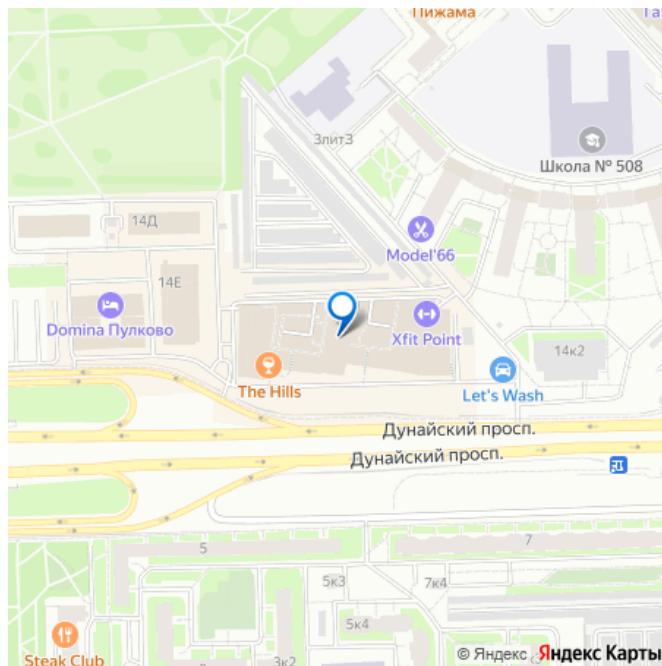 Пижама
Газ
3литЗ
Школа № 508
14Д
Model'66
14Е
Domina Пулково
Xfit Point
14к2
The Hills
Let's Wash
Дунайский просп.
Дунайский просп.
5
7
5к3
7к4
5к4
Steak Club
3к2
© Яндекс Яндекс Карты